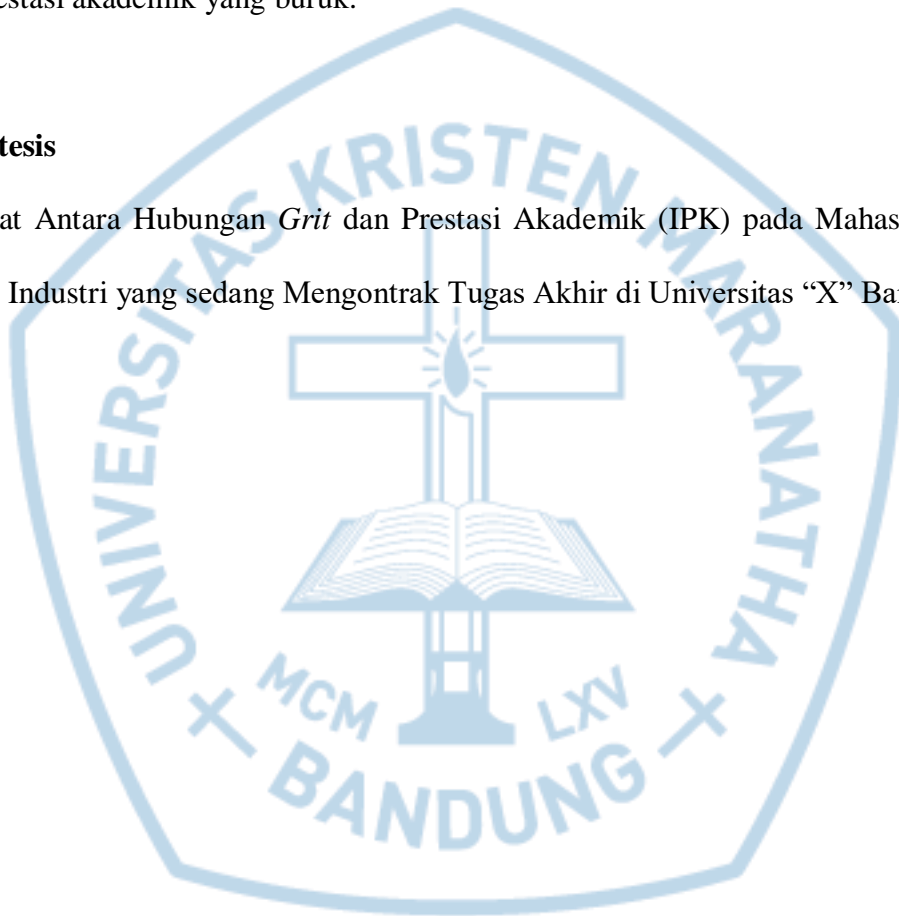 estasi akademik yang buruk.
tesis
at Antara Hubungan Grit dan Prestasi Akademik (IPK) pada Mahas
Industri yang sedang Mengontrak Tugas Akhir di Universitas “X” Ba
UNIVERSITAS KRISTEN MARANATHA
MCM LXV
BANDUNG